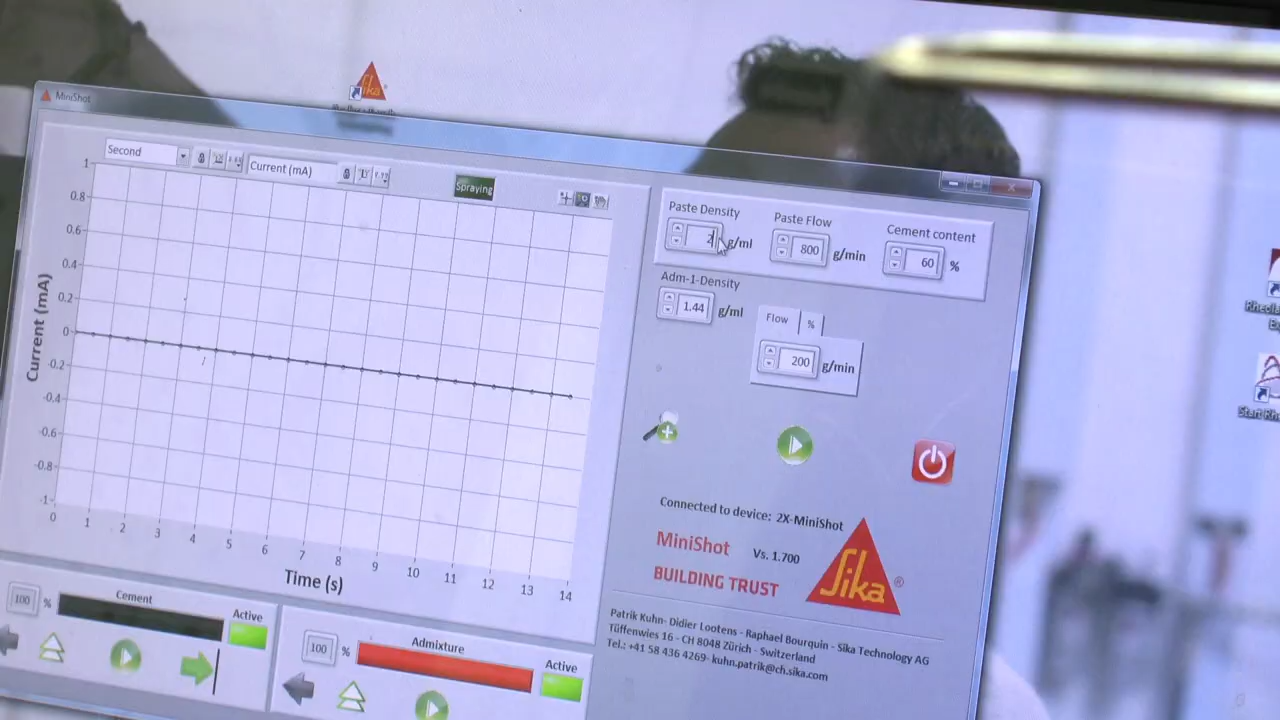 Sika
MiniShot
Second
Current (mA)
Spraying
1
0.8
0.6
0.4
0.2
0
-0.2
-0.4
-0.6
-0.8
-1
Current (mA)
0 1 2 3 4 5 6 7 8 9 10 11 12 13 14
Time (s)
Paste Density
2 g/ml
Paste Flow
800 g/min
Cement content
60 %
Adm-1-Density
1.44 g/ml
Flow %
200 g/min
Connected to device: 2X-MiniShot
MiniShot Vs. 1.700
BUILDING TRUST
Sika®
Patrik Kuhn- Didier Lootens - Raphael Bourquin - Sika Technology AG
Tüffenwies 16 - CH 8048 Zürich - Switzerland
Tel.: +41 58 436 4269- kuhn.patrik@ch.sika.com
Cement
100 %
Active
Admixture
100 %
Active